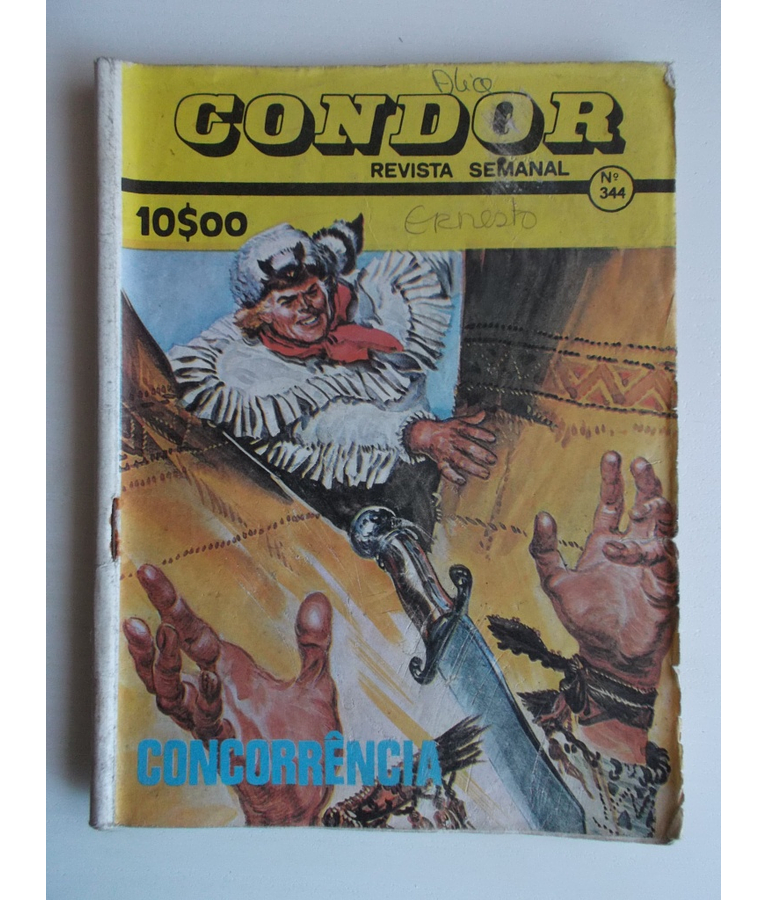 Alice
CONDOR
REVISTA SEMANAL
Nº
344
10$00
Ernesto
CONCORRÊNCIA